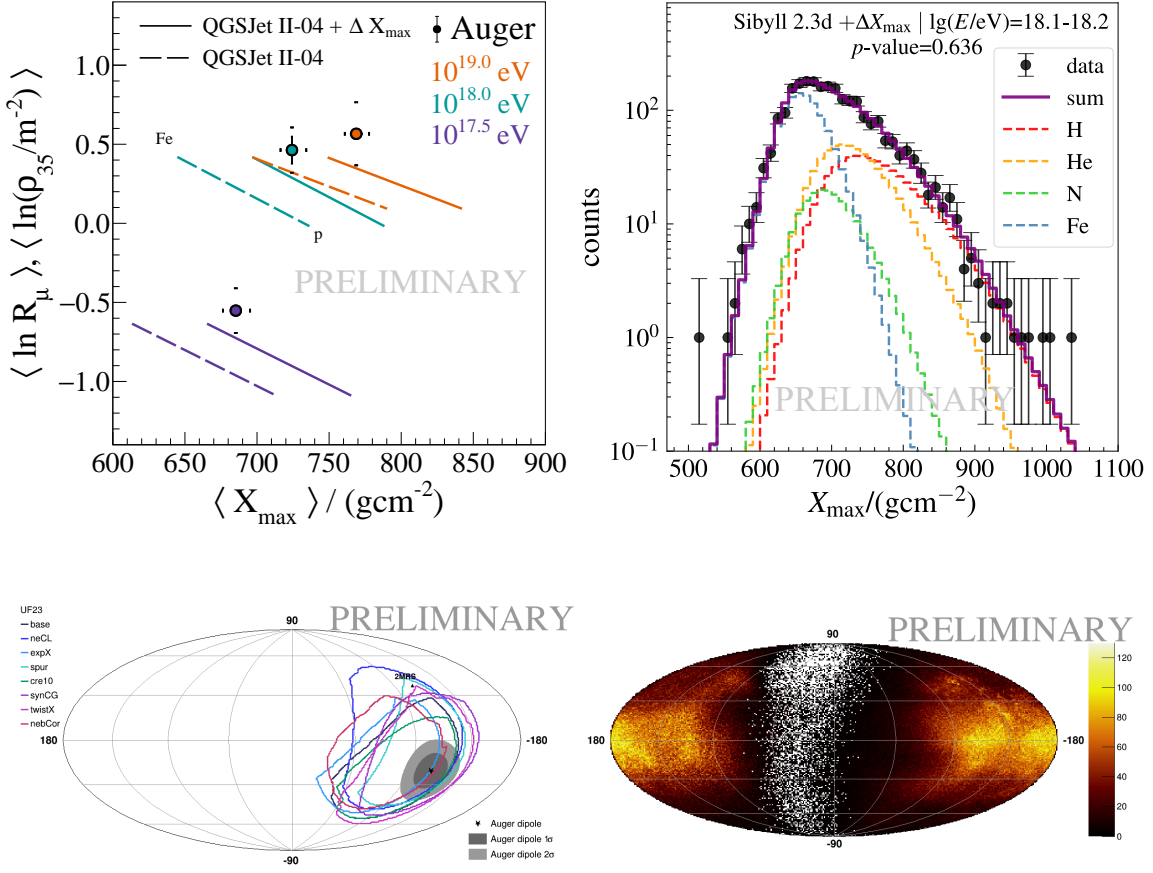 QGSJet II-04 + Δ Xmax
QGSJet II-04
Auger
10^19.0 eV
10^18.0 eV
10^17.5 eV
Fe
p
PRELIMINARY
1.0
0.5
0.0
−0.5
−1.0
⟨ ln Rμ ⟩, ⟨ ln(ρ35/m-2) ⟩
600 650 700 750 800 850 900
⟨ Xmax ⟩ / (gcm-2)
Sibyll 2.3d +ΔXmax | lg(E/eV)=18.1-18.2
p-value=0.636
data
sum
H
He
N
Fe
PRELIMINARY
10^2
10^1
10^0
10^−1
counts
500 600 700 800 900 1000 1100
Xmax/(gcm−2)
PRELIMINARY
UF23
base
neCL
expX
spur
cre10
synCG
twistX
nebCor
90
2MRS
180
-180
-90
Auger dipole
Auger dipole 1σ
Auger dipole 2σ
PRELIMINARY
90
180
-180
-90
120
100
80
60
40
20
0